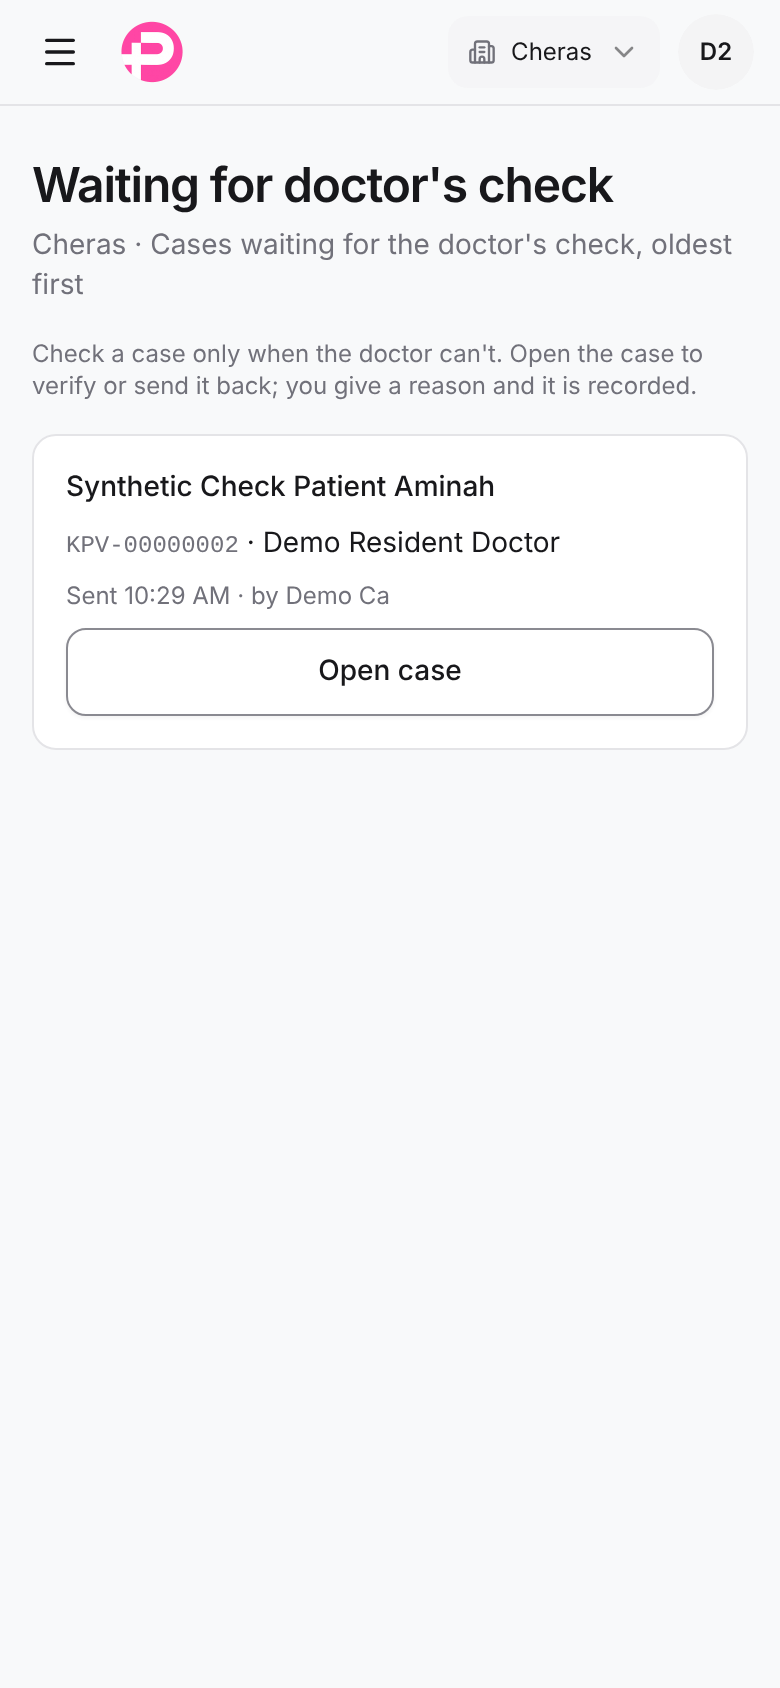 Cheras
D2
Waiting for doctor's check
Cheras · Cases waiting for the doctor's check, oldest
first
Check a case only when the doctor can't. Open the case to
verify or send it back; you give a reason and it is recorded.
Synthetic Check Patient Aminah
KPV-00000002 · Demo Resident Doctor
Sent 10:29 AM · by Demo Ca
Open case